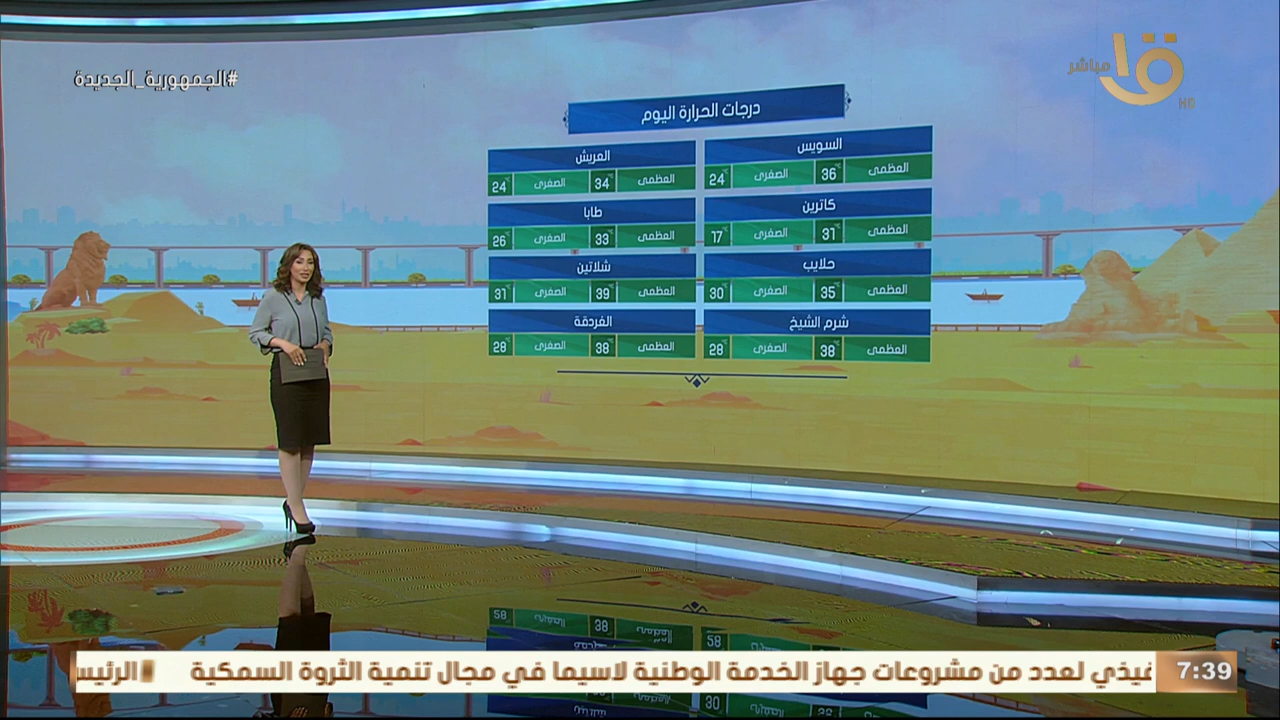 #الجمهورية_الجديدة
مباشر
HD
درجات الحرارة اليوم
السويس
العظمى 36 الصغرى 24
العريش
العظمى 34 الصغرى 24
كاترين
العظمى 31 الصغرى 17
طابا
العظمى 33 الصغرى 26
حلايب
العظمى 35 الصغرى 30
شلاتين
العظمى 39 الصغرى 31
شرم الشيخ
العظمى 38 الصغرى 28
الغردقة
العظمى 38 الصغرى 28
7:39
لعدد من مشروعات جهاز الخدمة الوطنية لاسيما في مجال تنمية الثروة السمكية